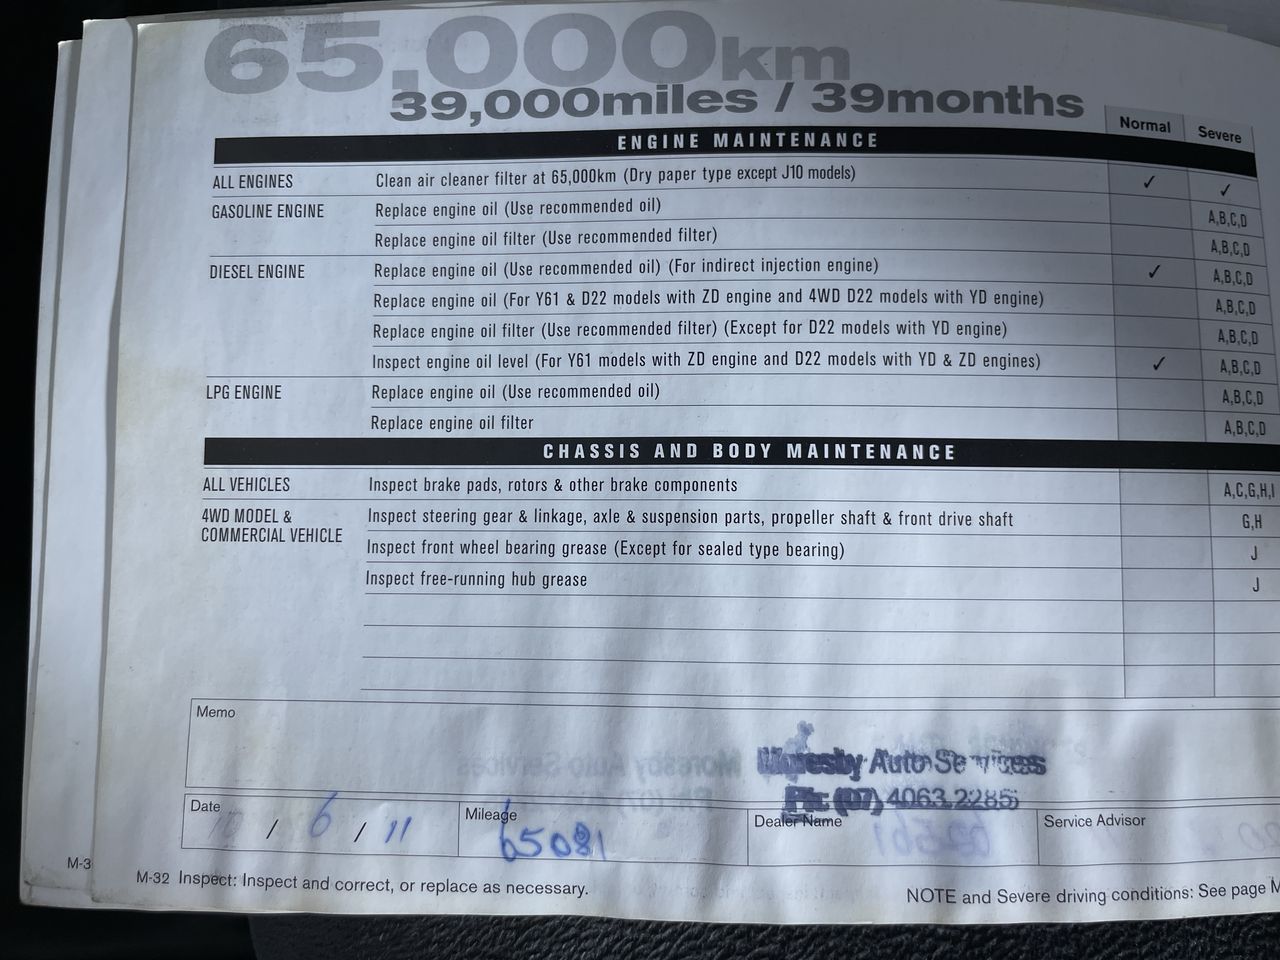 65,000km
39,000miles / 39months
Normal Severe
ENGINE MAINTENANCE
ALL ENGINES Clean air cleaner filter at 65,000km (Dry paper type except J10 models) ✓ ✓
GASOLINE ENGINE Replace engine oil (Use recommended oil) A,B,C,D
Replace engine oil filter (Use recommended filter) A,B,C,D
DIESEL ENGINE Replace engine oil (Use recommended oil) (For indirect injection engine) ✓ A,B,C,D
Replace engine oil (For Y61 & D22 models with ZD engine and 4WD D22 models with YD engine) A,B,C,D
Replace engine oil filter (Use recommended filter) (Except for D22 models with YD engine) A,B,C,D
Inspect engine oil level (For Y61 models with ZD engine and D22 models with YD & ZD engines) ✓ A,B,C,D
LPG ENGINE Replace engine oil (Use recommended oil) A,B,C,D
Replace engine oil filter A,B,C,D
CHASSIS AND BODY MAINTENANCE
ALL VEHICLES Inspect brake pads, rotors & other brake components A,C,G,H,I
4WD MODEL &
COMMERCIAL VEHICLE Inspect steering gear & linkage, axle & suspension parts, propeller shaft & front drive shaft G,H
Inspect front wheel bearing grease (Except for sealed type bearing) J
Inspect free-running hub grease J
Memo
Moresby Auto Services
Ph: (07) 4063 2285
Date 10 / 6 / 11 Mileage 65081 Dealer Name Service Advisor
M-3
M-32 Inspect: Inspect and correct, or replace as necessary.
NOTE and Severe driving conditions: See page M